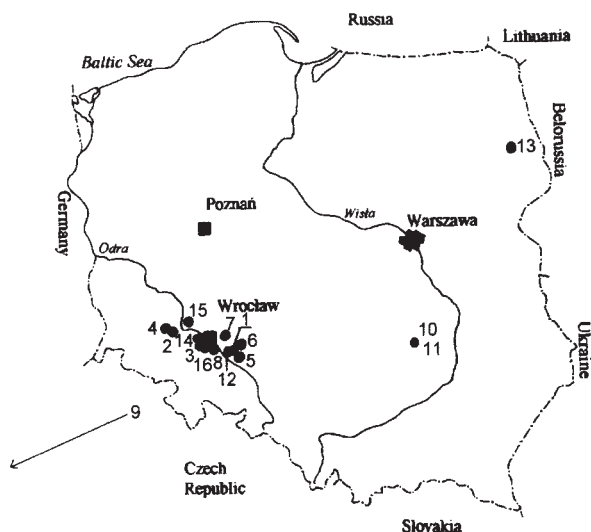 Russia
Lithuania
Baltic Sea
Belorussia
13
Poznań
Germany
Wisła
Warszawa
Odra
15
Wrocław
4
2
14
7
1
6
3
16
8
5
12
10
11
Ukraine
9
Czech
Republic
Slovakia